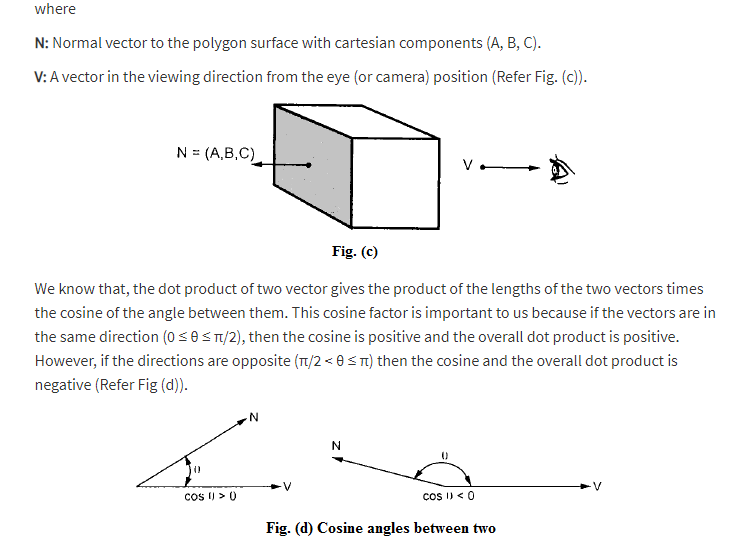 where
N: Normal vector to the polygon surface with cartesian components (A, B, C).
V: A vector in the viewing direction from the eye (or camera) position (Refer Fig. (c)).
N = (A,B,C)
V
Fig. (c)
We know that, the dot product of two vector gives the product of the lengths of the two vectors times
the cosine of the angle between them. This cosine factor is important to us because if the vectors are in
the same direction (0 ≤ θ ≤ π/2), then the cosine is positive and the overall dot product is positive.
However, if the directions are opposite (π/2 < θ ≤ π) then the cosine and the overall dot product is
negative (Refer Fig (d)).
N
θ
V
cos θ > 0
N
θ
V
cos θ < 0
Fig. (d) Cosine angles between two